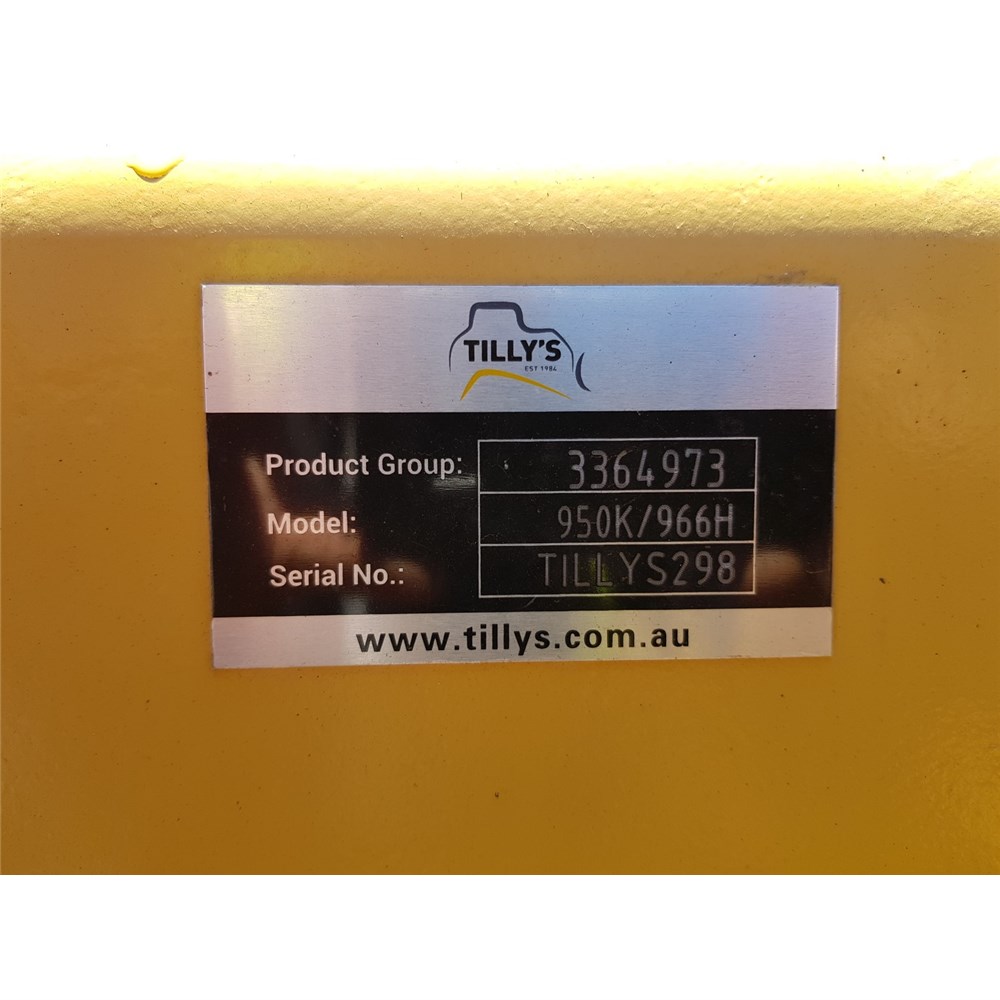 TILLY'S
EST 1984
Product Group: 3364973
Model: 950K/966H
Serial No.: TILLYS298
www.tillys.com.au